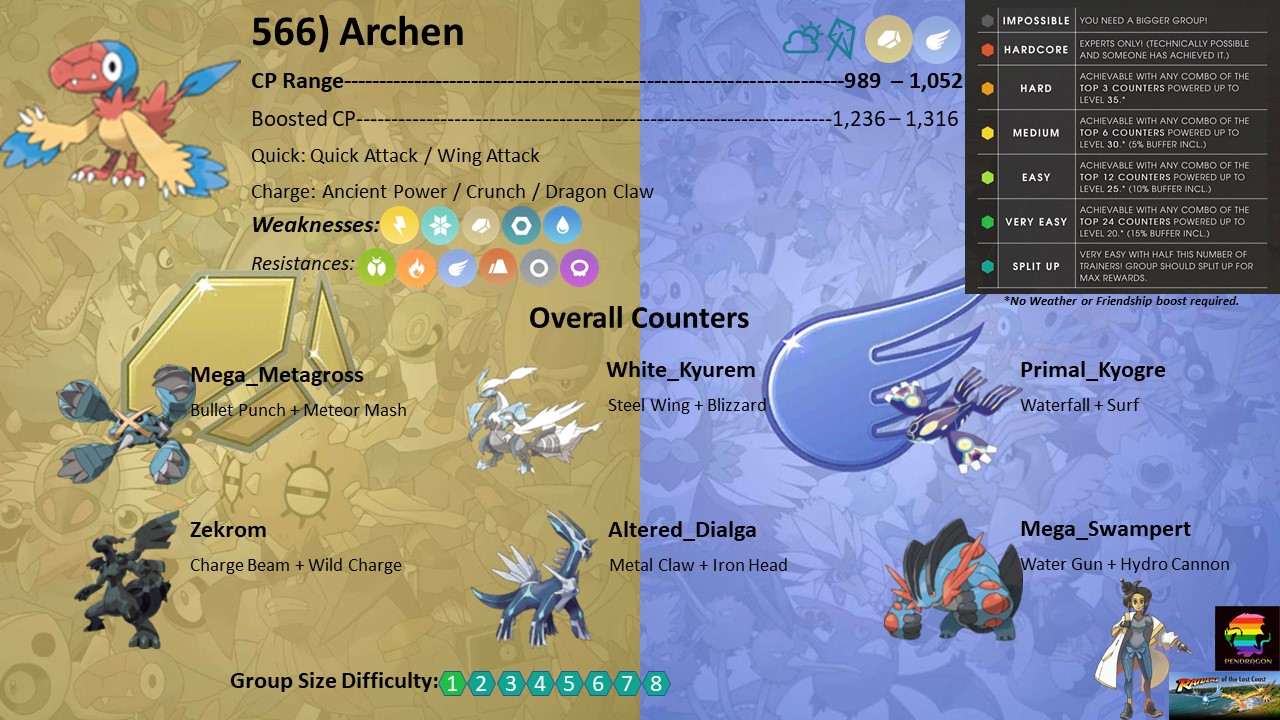 566) Archen
CP Range------------------------------------------------------------------------989 – 1,052
Boosted CP--------------------------------------------------------------------1,236 – 1,316
Quick: Quick Attack / Wing Attack
Charge: Ancient Power / Crunch / Dragon Claw
Weaknesses:
Resistances:
IMPOSSIBLE
YOU NEED A BIGGER GROUP!
HARDCORE
EXPERTS ONLY! (TECHNICALLY POSSIBLE
AND SOMEONE HAS ACHIEVED IT.)
HARD
ACHIEVABLE WITH ANY COMBO OF THE
TOP 3 COUNTERS POWERED UP TO
LEVEL 35.*
MEDIUM
ACHIEVABLE WITH ANY COMBO OF THE
TOP 6 COUNTERS POWERED UP TO
LEVEL 30.* (5% BUFFER INCL.)
EASY
ACHIEVABLE WITH ANY COMBO OF THE
TOP 12 COUNTERS POWERED UP TO
LEVEL 25.* (10% BUFFER INCL.)
VERY EASY
ACHIEVABLE WITH ANY COMBO OF THE
TOP 24 COUNTERS POWERED UP TO
LEVEL 20.* (15% BUFFER INCL.)
SPLIT UP
VERY EASY WITH HALF THIS NUMBER OF
TRAINERS! GROUP SHOULD SPLIT UP FOR
MAX REWARDS.
*No Weather or Friendship boost required.
Overall Counters
Mega_Metagross
Bullet Punch + Meteor Mash
White_Kyurem
Steel Wing + Blizzard
Primal_Kyogre
Waterfall + Surf
Zekrom
Charge Beam + Wild Charge
Altered_Dialga
Metal Claw + Iron Head
Mega_Swampert
Water Gun + Hydro Cannon
Group Size Difficulty: 1 2 3 4 5 6 7 8
PENDRAGON
RAIDERS of the Lost Coast